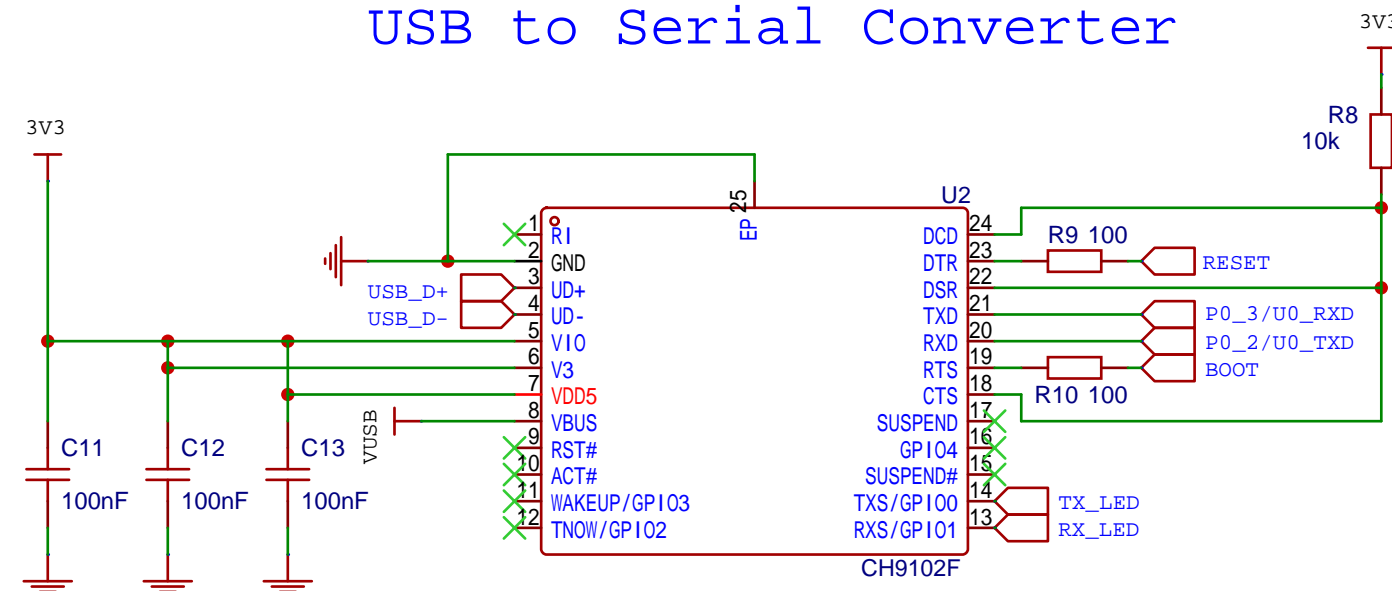 USB to Serial Converter
3V3
3V3
R8
10k
25
EP
U2
1 RI
2 GND
USB_D+ 3 UD+
USB_D- 4 UD-
5 VIO
6 V3
7 VDD5
VUSB 8 VBUS
9 RST#
10 ACT#
11 WAKEUP/GPIO3
12 TNOW/GPIO2
DCD 24
R9 100
DTR 23 RESET
DSR 22
TXD 21 P0_3/U0_RXD
RXD 20 P0_2/U0_TXD
RTS 19 BOOT
R10 100
CTS 18
SUSPEND 17
GPIO4 16
SUSPEND# 15
TXS/GPIO0 14 TX_LED
RXS/GPIO1 13 RX_LED
CH9102F
C11
100nF
C12
100nF
C13
100nF